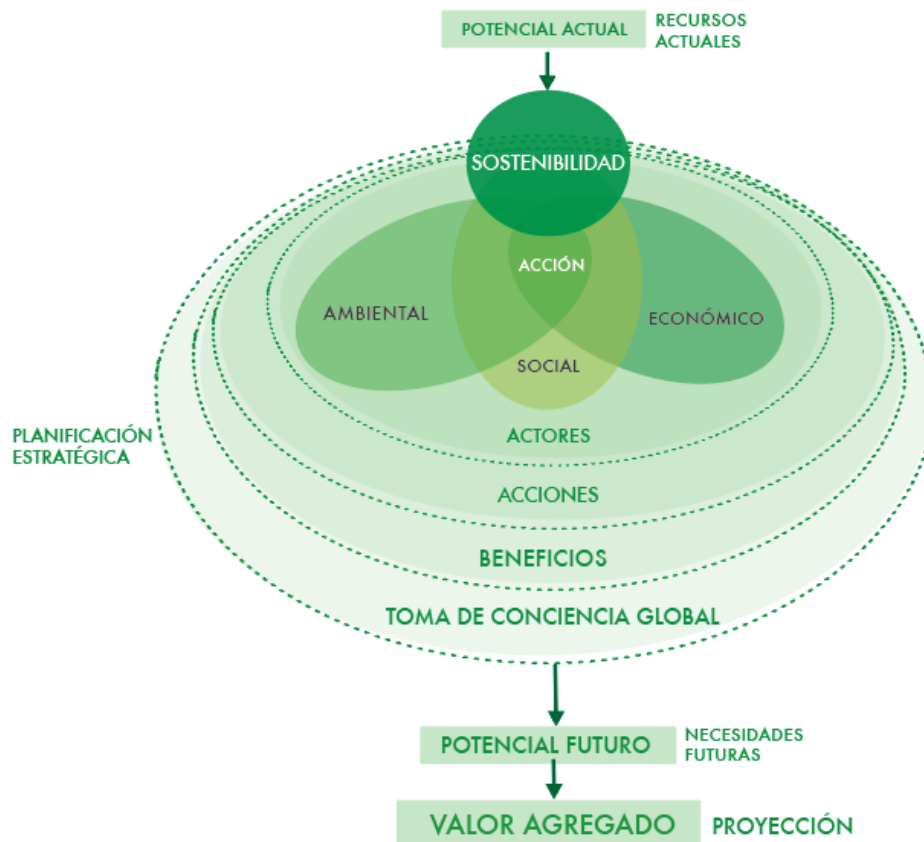 POTENCIAL ACTUAL
RECURSOS
ACTUALES
SOSTENIBILIDAD
ACCIÓN
AMBIENTAL
ECONÓMICO
SOCIAL
PLANIFICACIÓN
ESTRATÉGICA
ACTORES
ACCIONES
BENEFICIOS
TOMA DE CONCIENCIA GLOBAL
POTENCIAL FUTURO
NECESIDADES
FUTURAS
VALOR AGREGADO
PROYECCIÓN